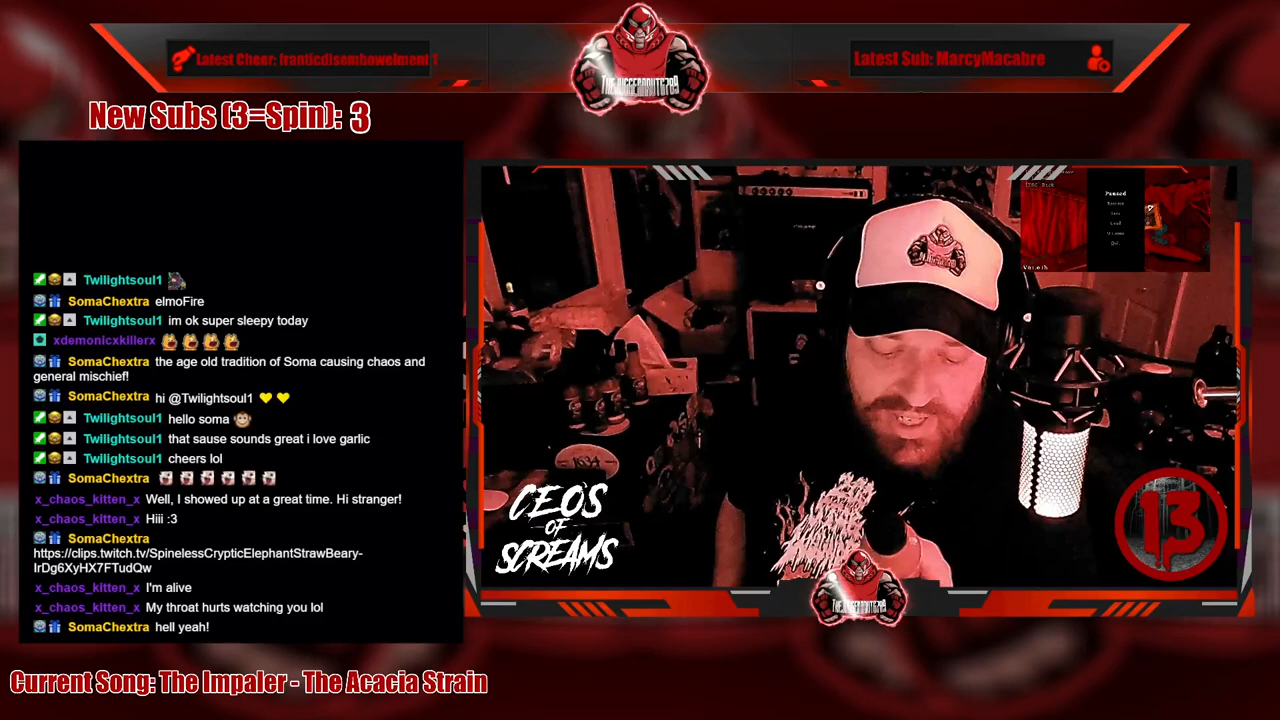 Latest Cheer: franticdisembowelment 1
THEJUGGERNAUT6789
Latest Sub: MarcyMacabre
New Subs (3=Spin): 3
Twilightsoul1
SomaChextra elmoFire
Twilightsoul1 im ok super sleepy today
xdemonicxkillerx
SomaChextra the age old tradition of Soma causing chaos and
general mischief!
SomaChextra hi @Twilightsoul1
Twilightsoul1 hello soma
Twilightsoul1 that sause sounds great i love garlic
Twilightsoul1 cheers lol
SomaChextra
x_chaos_kitten_x Well, I showed up at a great time. Hi stranger!
x_chaos_kitten_x Hiii :3
SomaChextra
https://clips.twitch.tv/SpinelessCrypticElephantStrawBeary-
IrDg6XyHX7FTudQw
x_chaos_kitten_x I'm alive
x_chaos_kitten_x My throat hurts watching you lol
SomaChextra hell yeah!
Paused
1634
CEOS
OF
SCREAMS
13
Current Song: The Impaler - The Acacia Strain